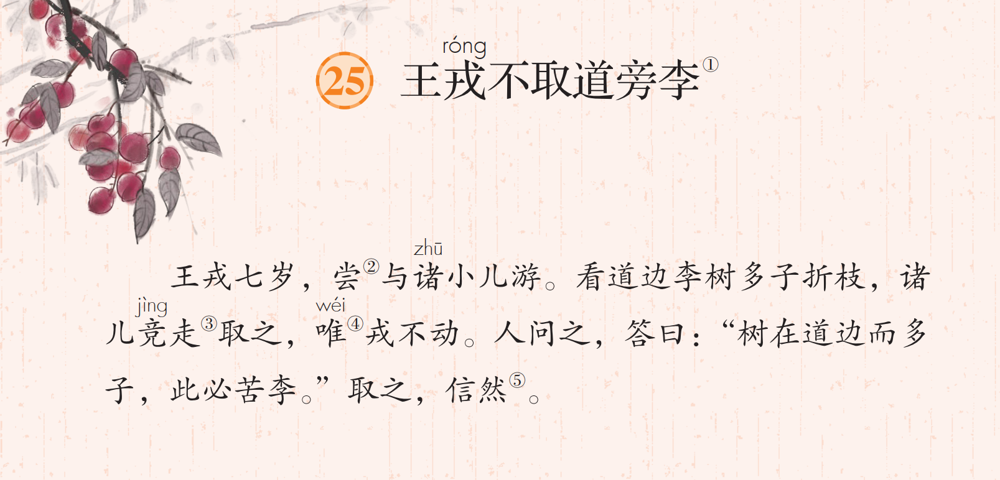 róng
25 王戎不取道旁李①
zhū
王戎七岁，尝②与诸小儿游。看道边李树多子折枝，诸
jìng wéi
儿竞走③取之，唯④戎不动。人问之，答曰：“树在道边而多
子，此必苦李。”取之，信然⑤。